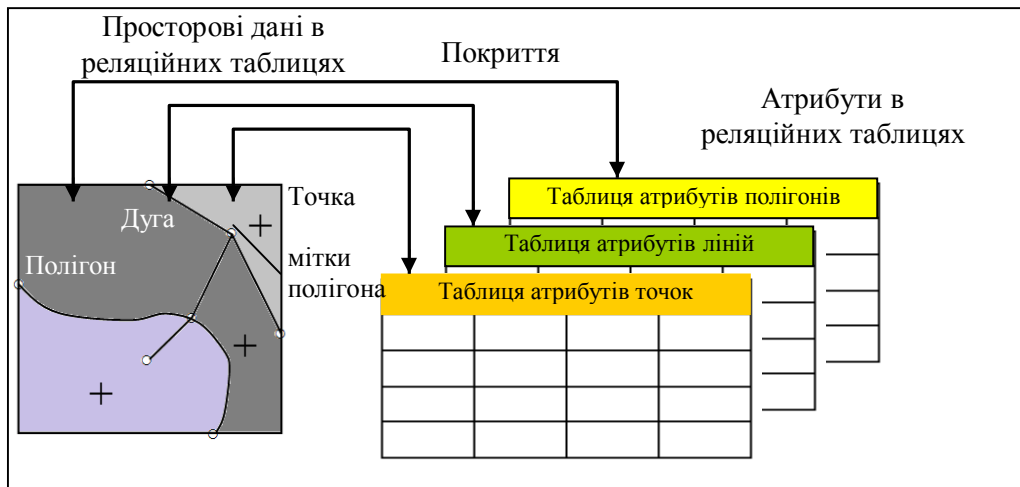 Просторові дані в
реляційних таблицях
Покриття
Атрибути в
реляційних таблицях
Точка
Дуга
Полігон
мітки
полігона
Таблиця атрибутів полігонів
Таблиця атрибутів ліній
Таблиця атрибутів точок